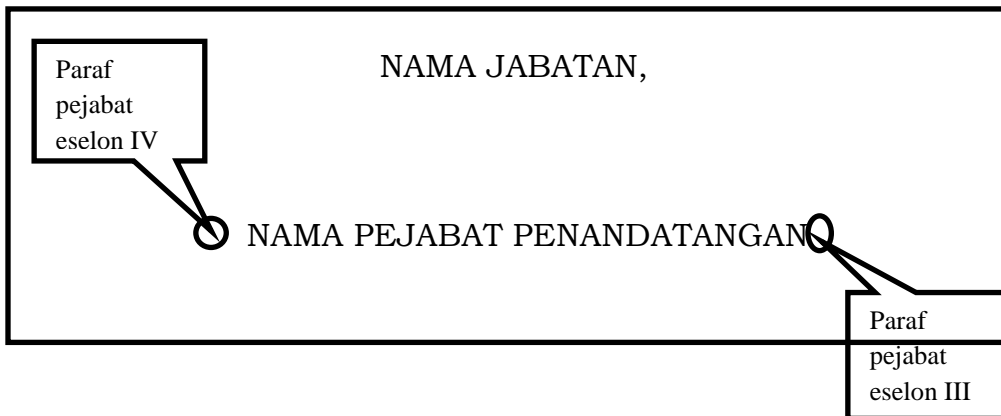 Paraf
pejabat
eselon IV
NAMA JABATAN,
NAMA PEJABAT PENANDATANGAN
Paraf
pejabat
eselon III